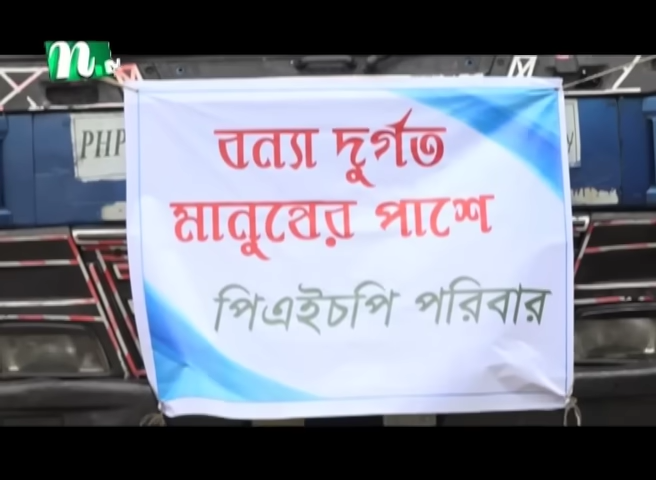 n.
PHP
বন্যা দুর্গত
মানুষের পাশে
পিএইচপি পরিবার